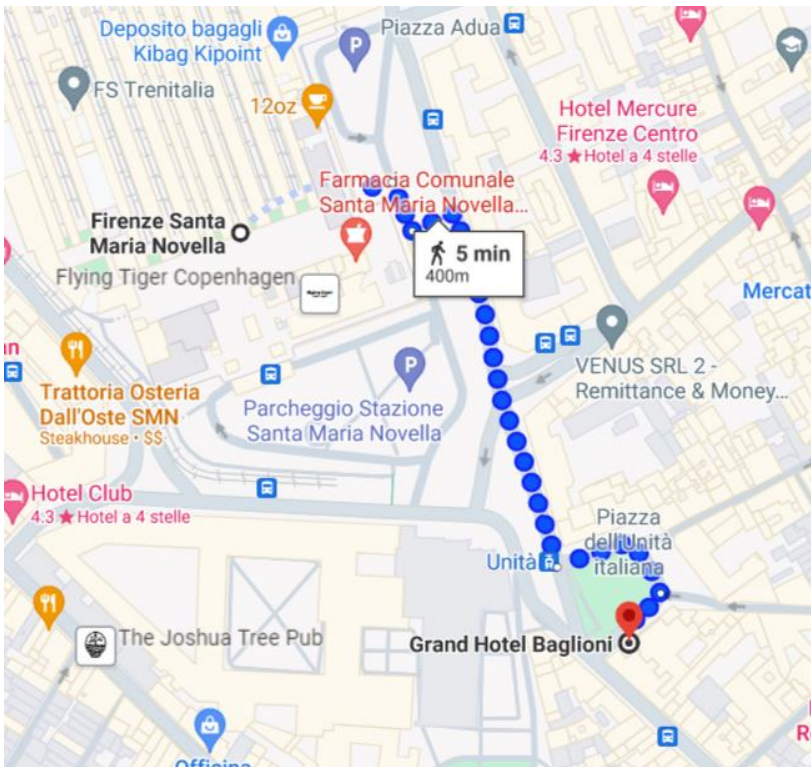 Deposito bagagli
Kibag Kipoint
Piazza Adua
FS Trenitalia
12oz
Hotel Mercure
Firenze Centro
4.3 ★ Hotel a 4 stelle
Farmacia Comunale
Santa Maria Novella...
Firenze Santa
Maria Novella
5 min
400m
Flying Tiger Copenhagen
Mercat
VENUS SRL 2 -
Remittance & Money...
Trattoria Osteria
Dall'Oste SMN
Steakhouse · $$
Parcheggio Stazione
Santa Maria Novella
Hotel Club
4.3 ★ Hotel a 4 stelle
Piazza
dell'Unità
italiana
Unità
The Joshua Tree Pub
Grand Hotel Baglioni
Officina